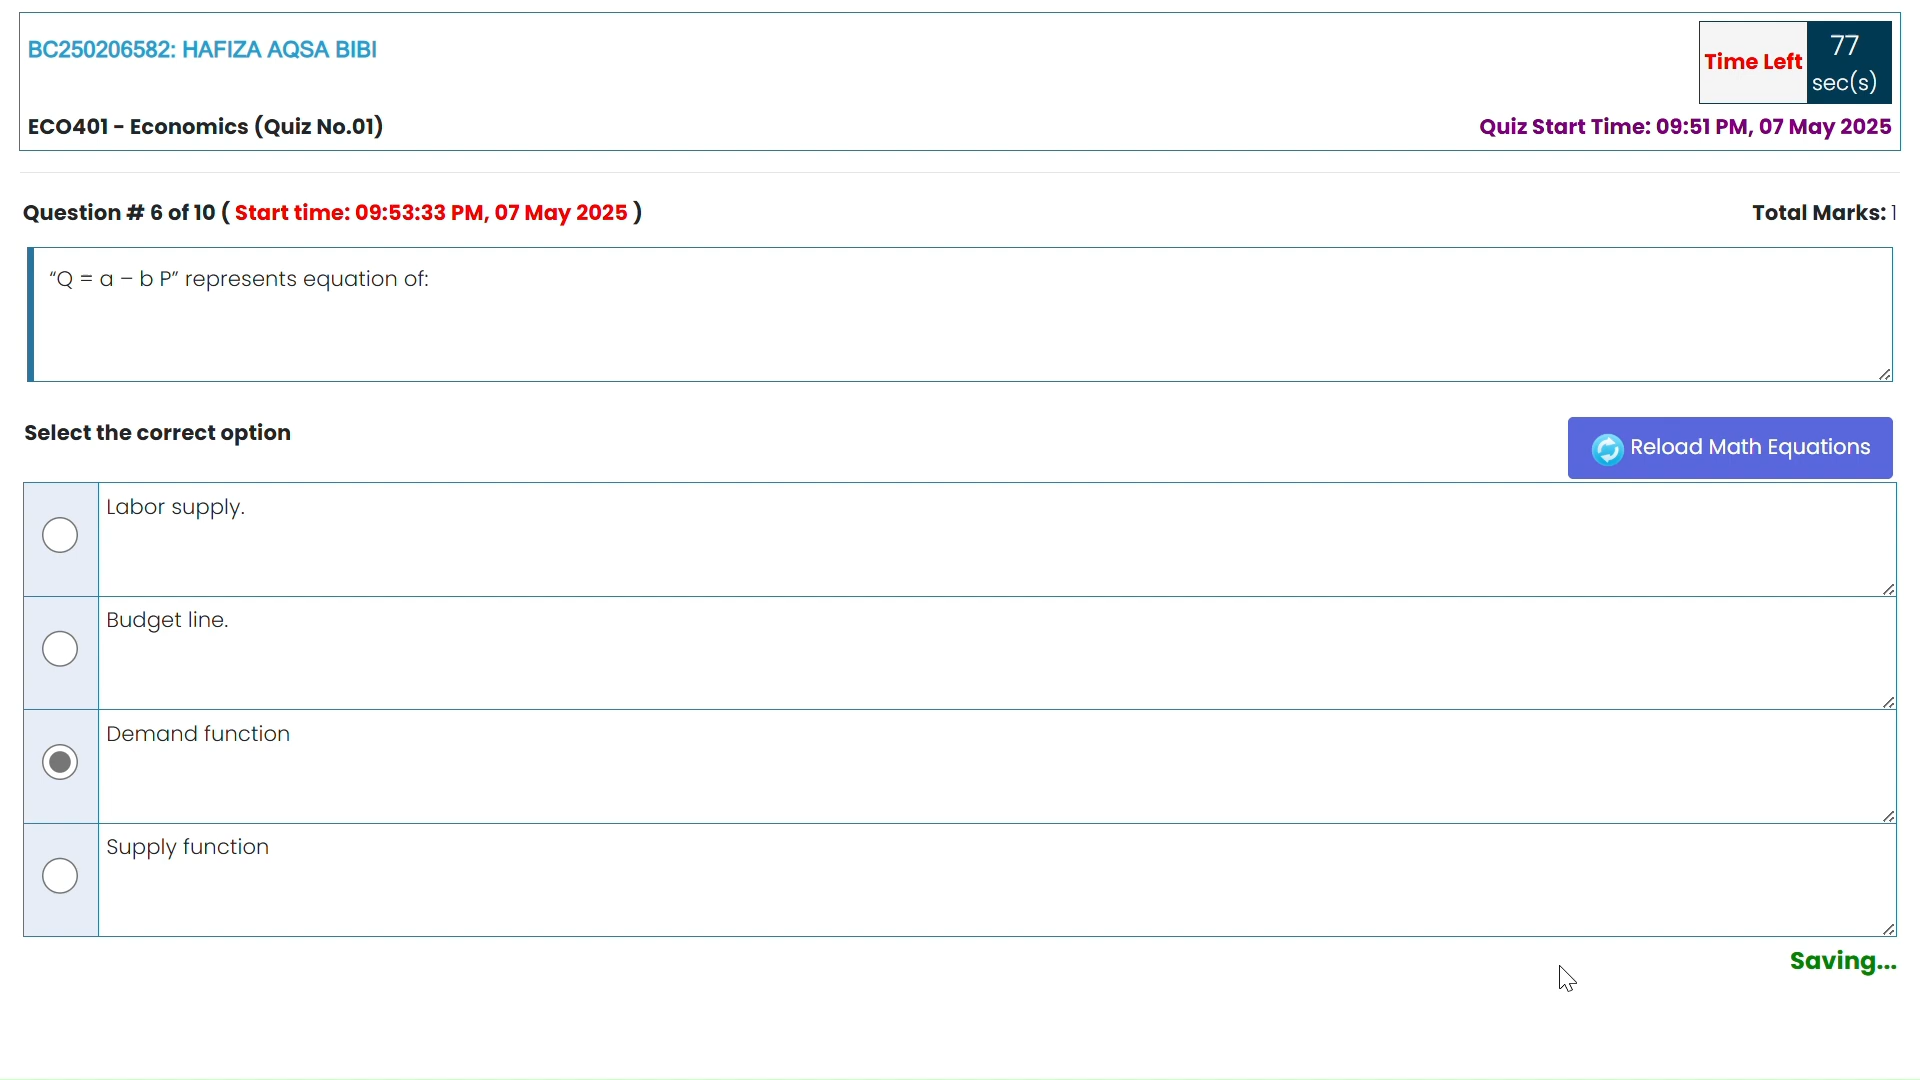 BC250206582: HAFIZA AQSA BIBI
Time Left
77
sec(s)
ECO401 - Economics (Quiz No.01)
Quiz Start Time: 09:51 PM, 07 May 2025
Question # 6 of 10 ( Start time: 09:53:33 PM, 07 May 2025 )
Total Marks: 1
“Q = a – b P” represents equation of:
Select the correct option
Reload Math Equations
Labor supply.
Budget line.
Demand function
Supply function
Saving...